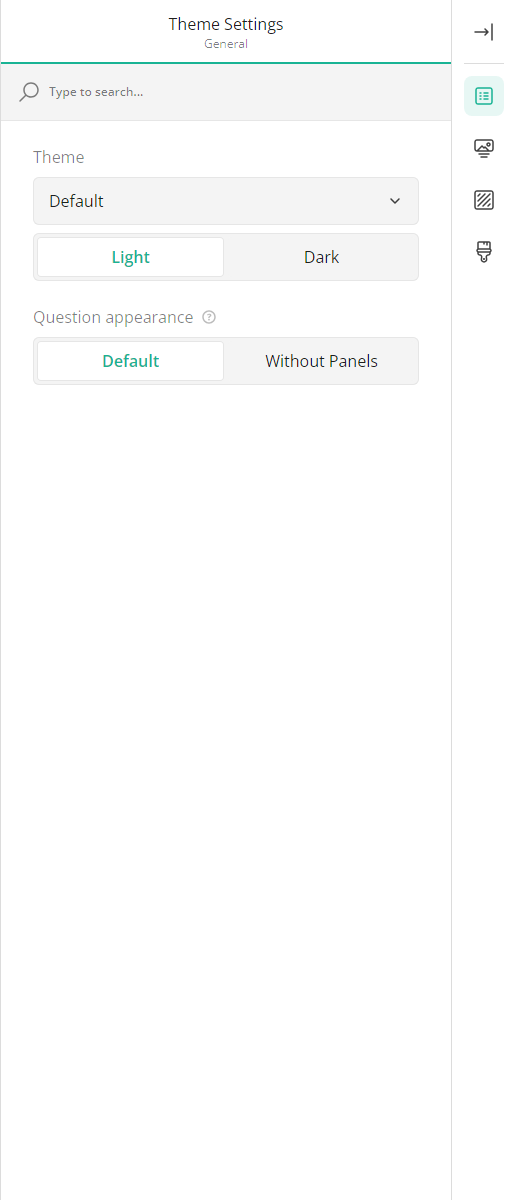 Theme Settings
General
Type to search...
Theme
Default
Light Dark
Question appearance ?
Default Without Panels